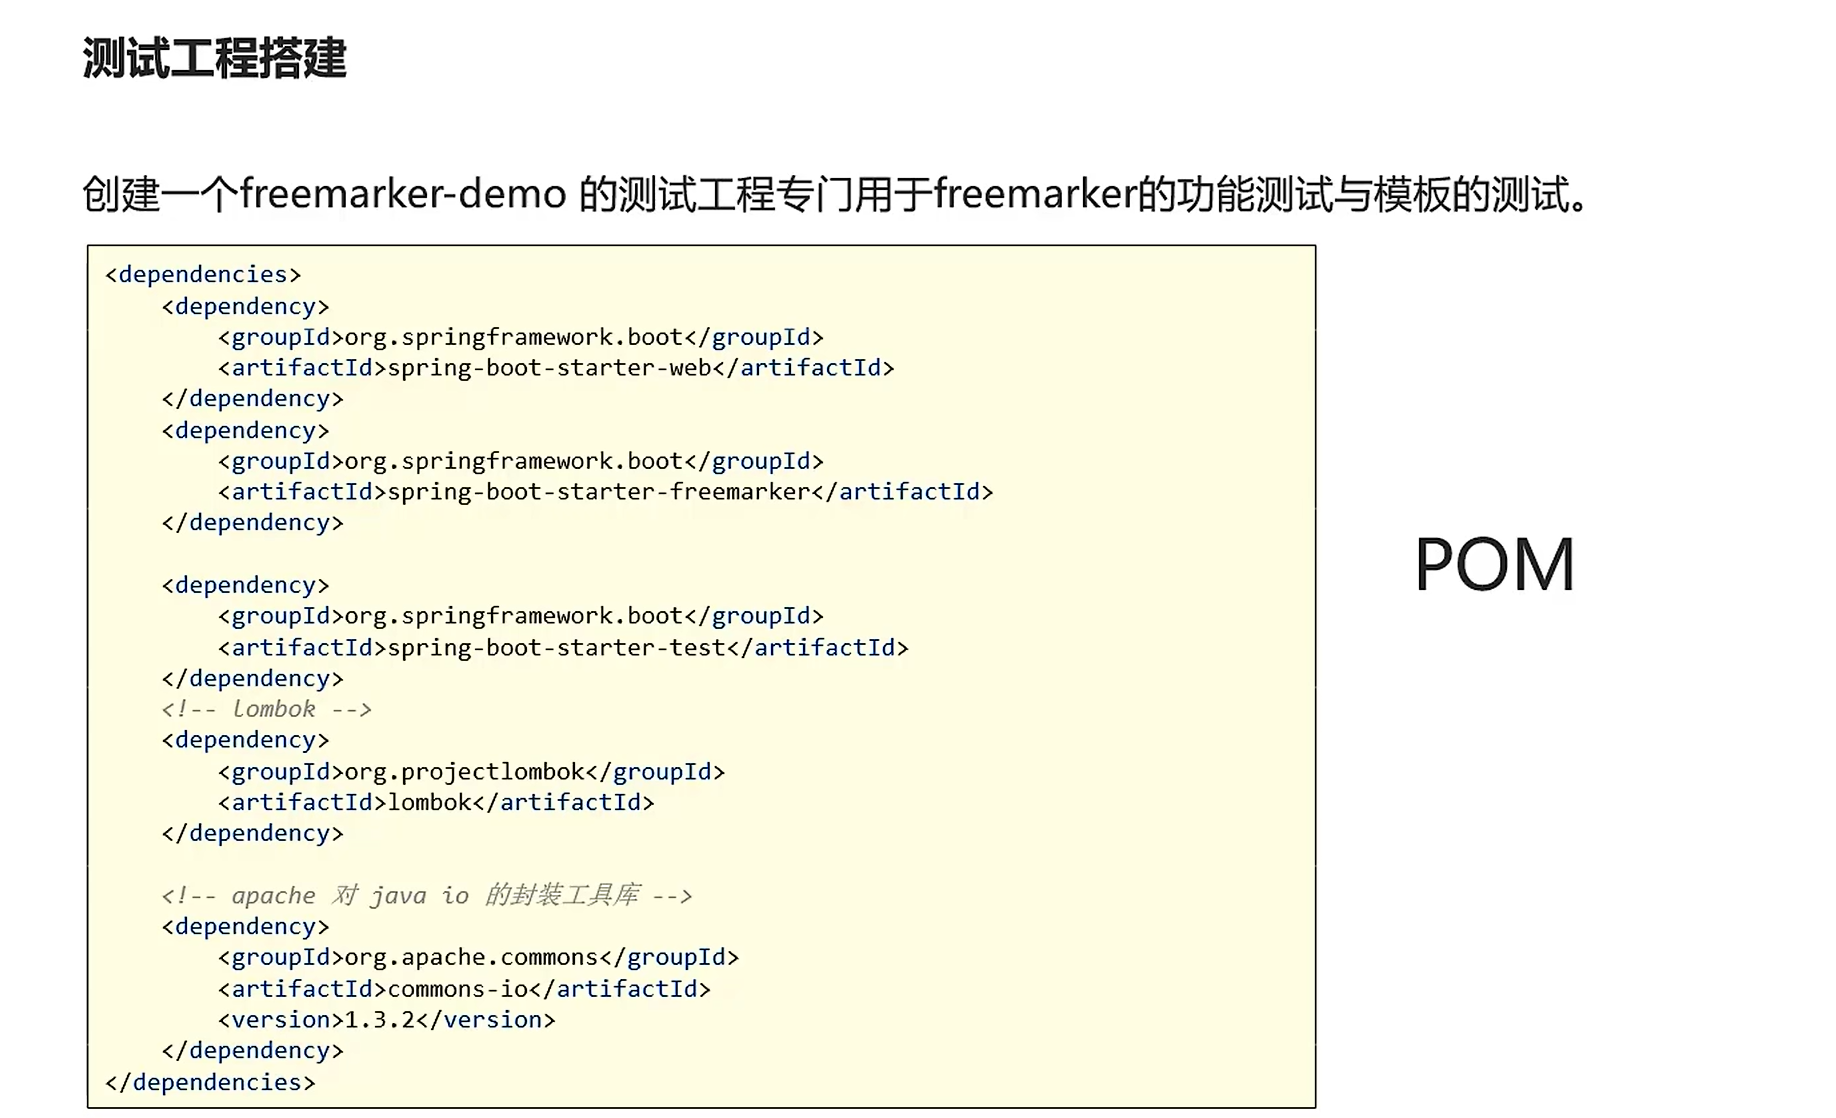 测试工程搭建
创建一个freemarker-demo 的测试工程专门用于freemarker的功能测试与模板的测试。
<dependencies>
    <dependency>
        <groupId>org.springframework.boot</groupId>
        <artifactId>spring-boot-starter-web</artifactId>
    </dependency>
    <dependency>
        <groupId>org.springframework.boot</groupId>
        <artifactId>spring-boot-starter-freemarker</artifactId>
    </dependency>
    <dependency>
        <groupId>org.springframework.boot</groupId>
        <artifactId>spring-boot-starter-test</artifactId>
    </dependency>
    <!-- lombok -->
    <dependency>
        <groupId>org.projectlombok</groupId>
        <artifactId>lombok</artifactId>
    </dependency>
    <!-- apache 对 java io 的封装工具库 -->
    <dependency>
        <groupId>org.apache.commons</groupId>
        <artifactId>commons-io</artifactId>
        <version>1.3.2</version>
    </dependency>
</dependencies>
POM